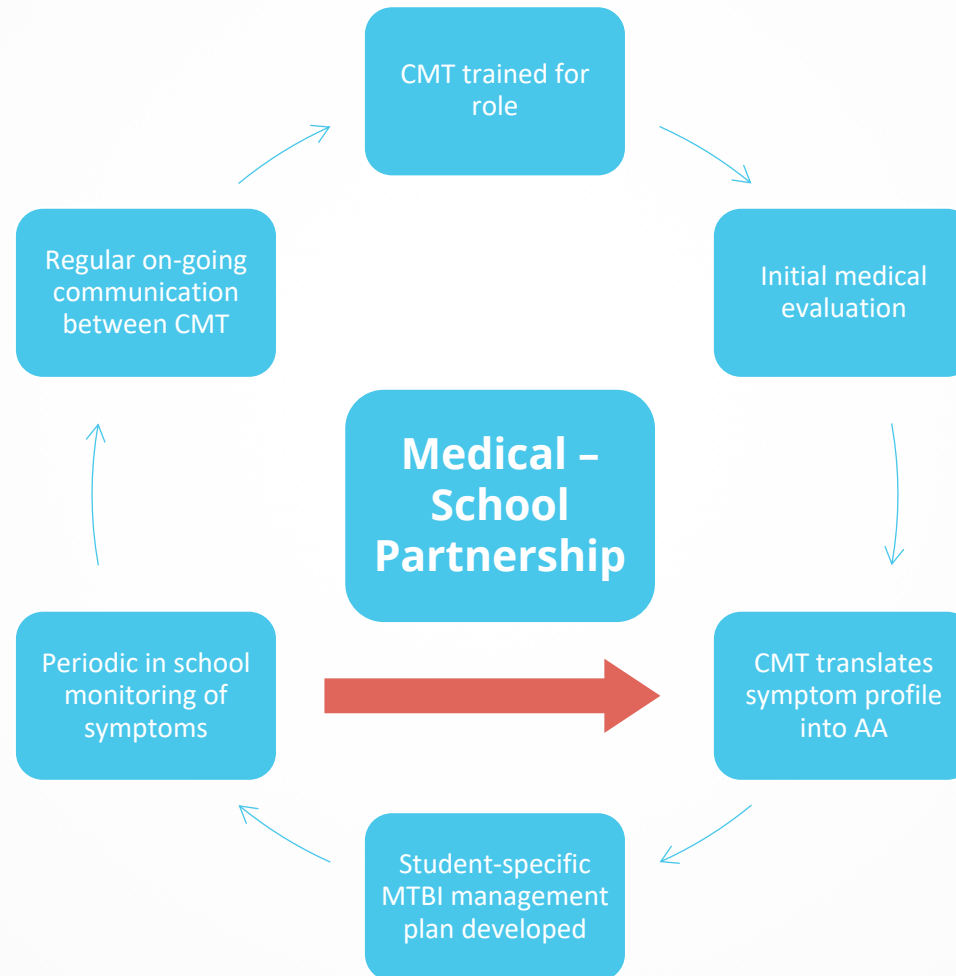 CMT trained for
role
Initial medical
evaluation
CMT translates
symptom profile
into AA
Student-specific
MTBI management
plan developed
Periodic in school
monitoring of
symptoms
Regular on-going
communication
between CMT
Medical –
School
Partnership